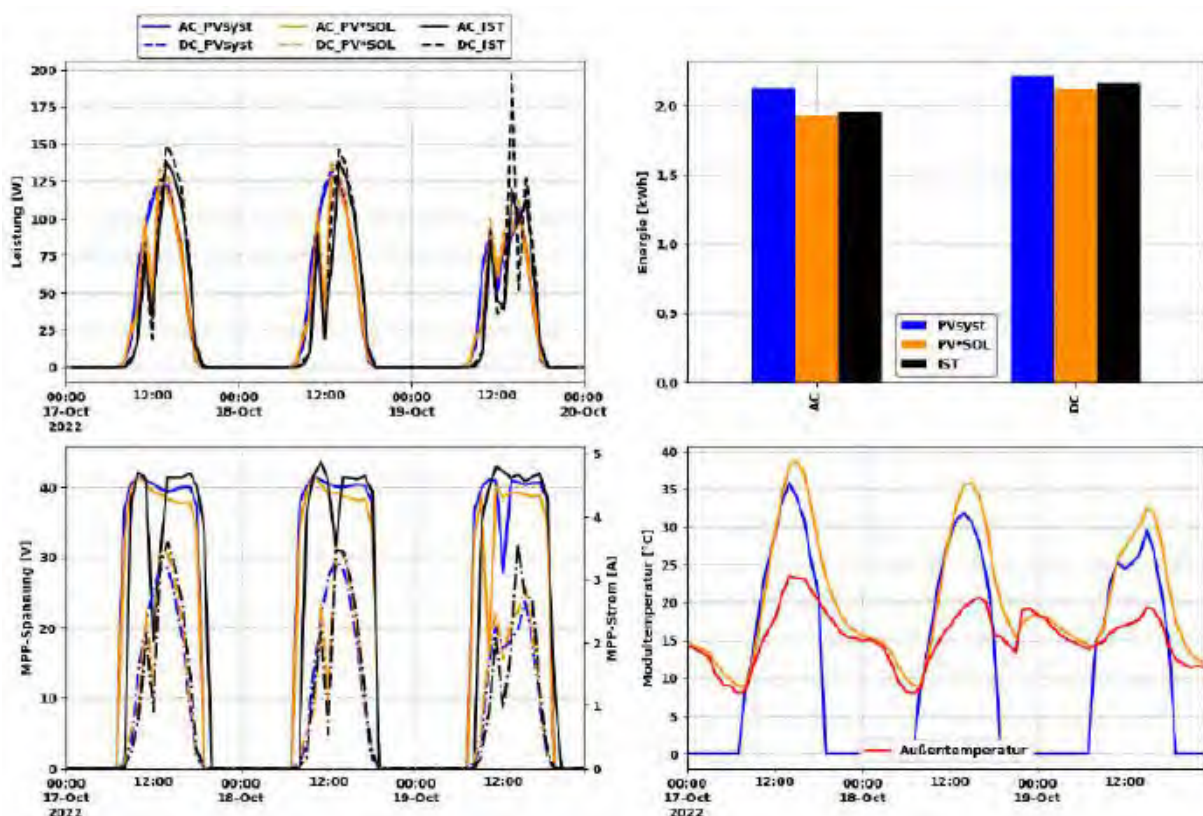 AC_PVsyst AC_PV*SOL AC_IST
DC_PVsyst DC_PV*SOL DC_IST
Leistung [W]
200
175
150
125
100
75
50
25
0
00:00 12:00 00:00 12:00 00:00 12:00 00:00
17-Oct 18-Oct 19-Oct 20-Oct
2022
Energie [kWh]
2,0
1,5
1,0
0,5
0,0
PVsyst
PV*SOL
IST
AC DC
MPP-Spannung [V]
40
30
20
10
0
MPP-Strom [A]
5
4
3
2
1
0
00:00 12:00 00:00 12:00 00:00 12:00
17-Oct 18-Oct 19-Oct
2022
Modultemperatur [°C]
40
35
30
25
20
15
10
5
0
Außentemperatur
00:00 12:00 00:00 12:00 00:00 12:00
17-Oct 18-Oct 19-Oct
2022